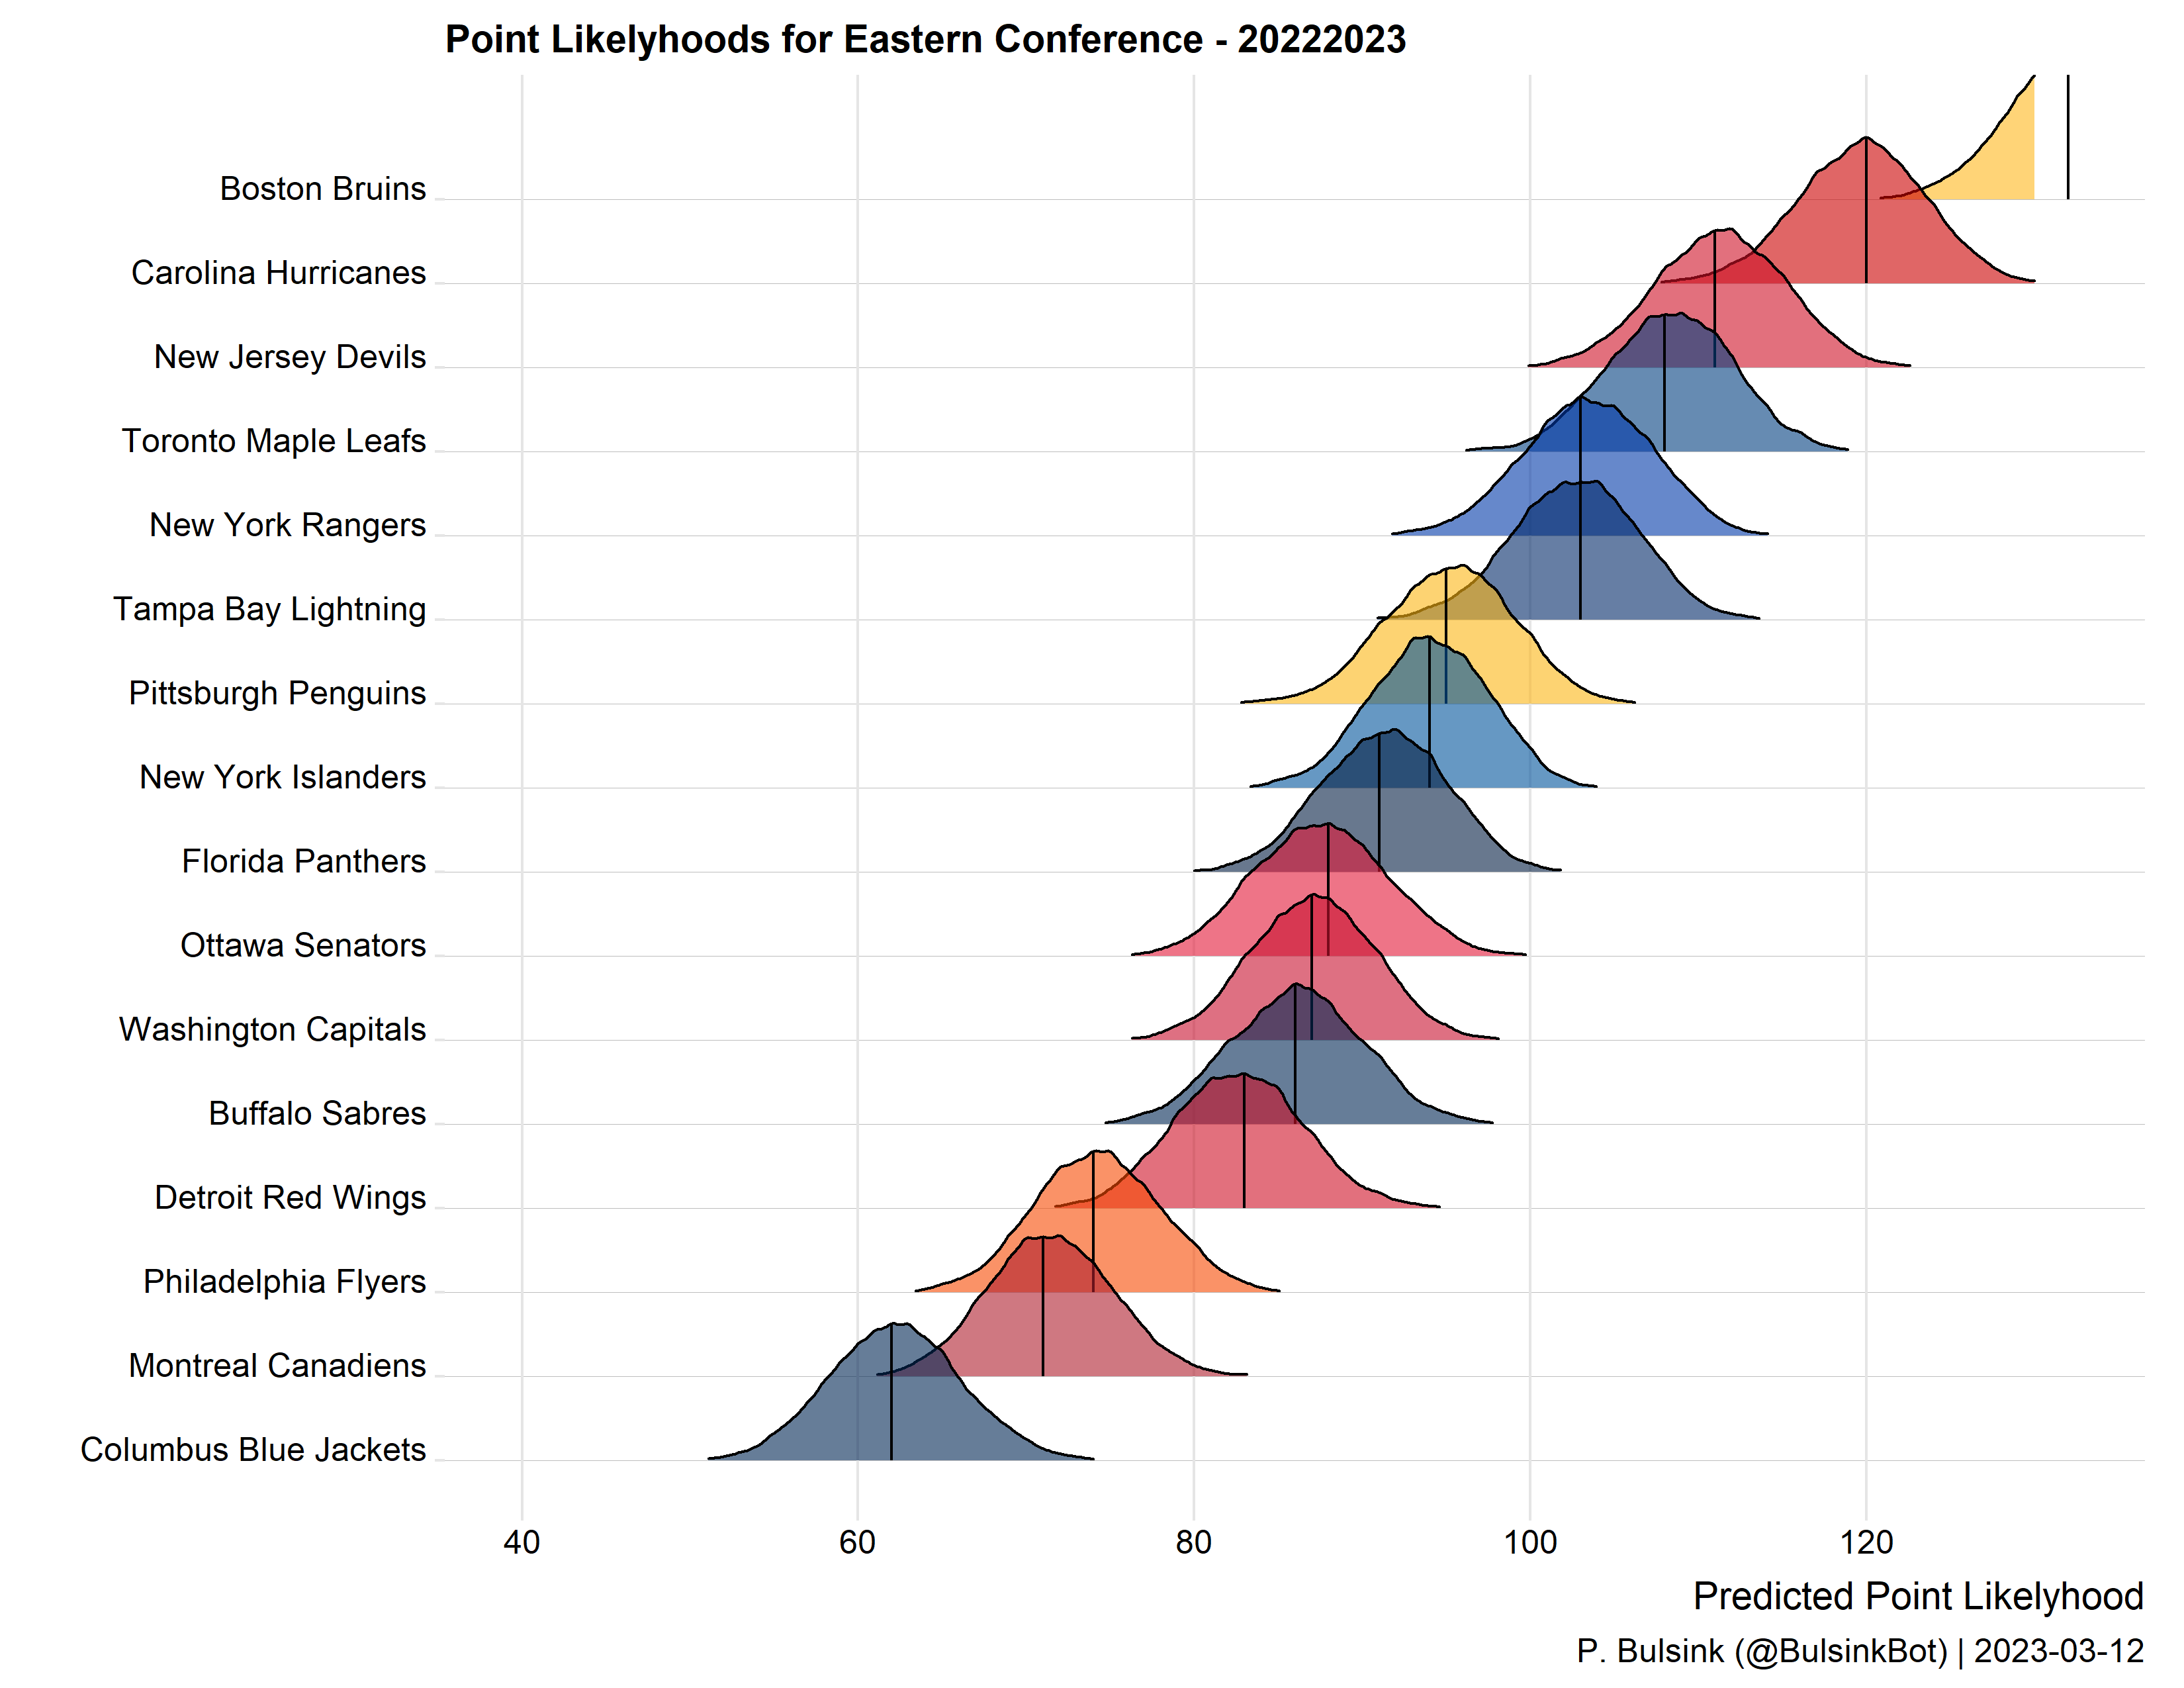 Point Likelyhoods for Eastern Conference - 20222023
Boston Bruins
Carolina Hurricanes
New Jersey Devils
Toronto Maple Leafs
New York Rangers
Tampa Bay Lightning
Pittsburgh Penguins
New York Islanders
Florida Panthers
Ottawa Senators
Washington Capitals
Buffalo Sabres
Detroit Red Wings
Philadelphia Flyers
Montreal Canadiens
Columbus Blue Jackets
40 60 80 100 120
Predicted Point Likelyhood
P. Bulsink (@BulsinkBot) | 2023-03-12